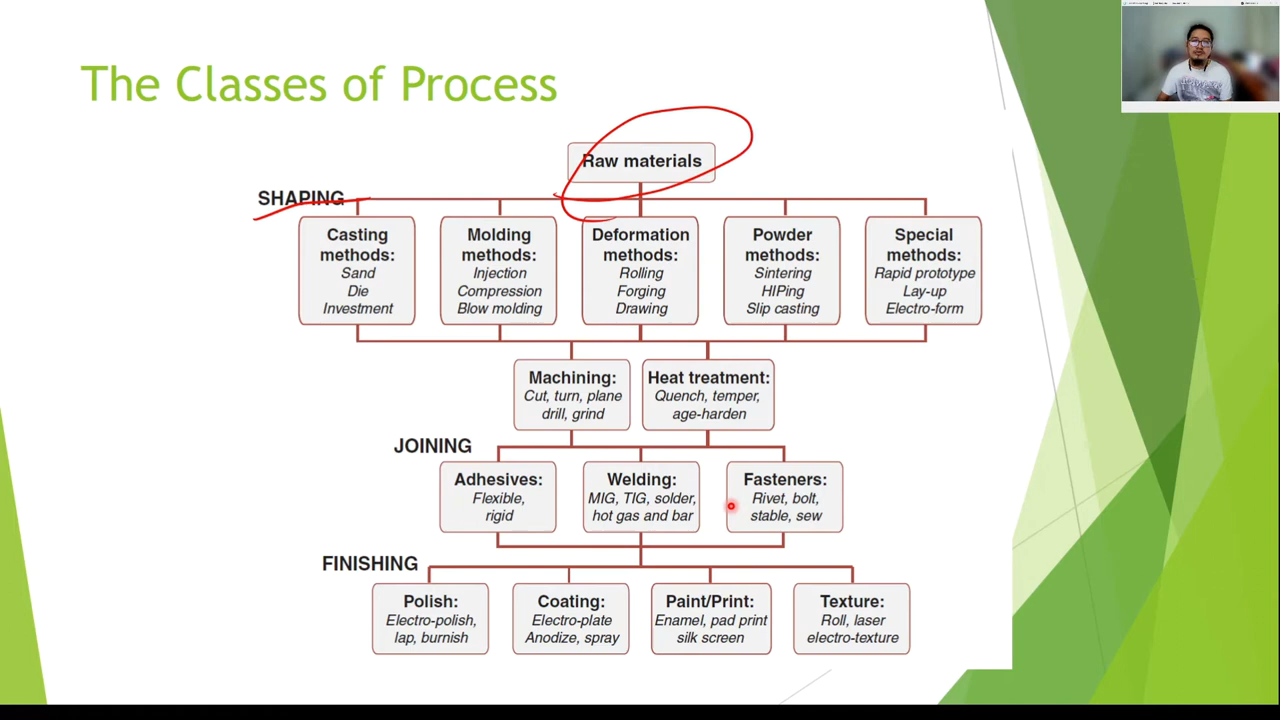 The Classes of Process
Raw materials
SHAPING
Casting
methods:
Sand
Die
Investment
Molding
methods:
Injection
Compression
Blow molding
Deformation
methods:
Rolling
Forging
Drawing
Powder
methods:
Sintering
HIPing
Slip casting
Special
methods:
Rapid prototype
Lay-up
Electro-form
Machining:
Cut, turn, plane
drill, grind
Heat treatment:
Quench, temper,
age-harden
JOINING
Adhesives:
Flexible,
rigid
Welding:
MIG, TIG, solder,
hot gas and bar
Fasteners:
Rivet, bolt,
stable, sew
FINISHING
Polish:
Electro-polish,
lap, burnish
Coating:
Electro-plate
Anodize, spray
Paint/Print:
Enamel, pad print
silk screen
Texture:
Roll, laser
electro-texture